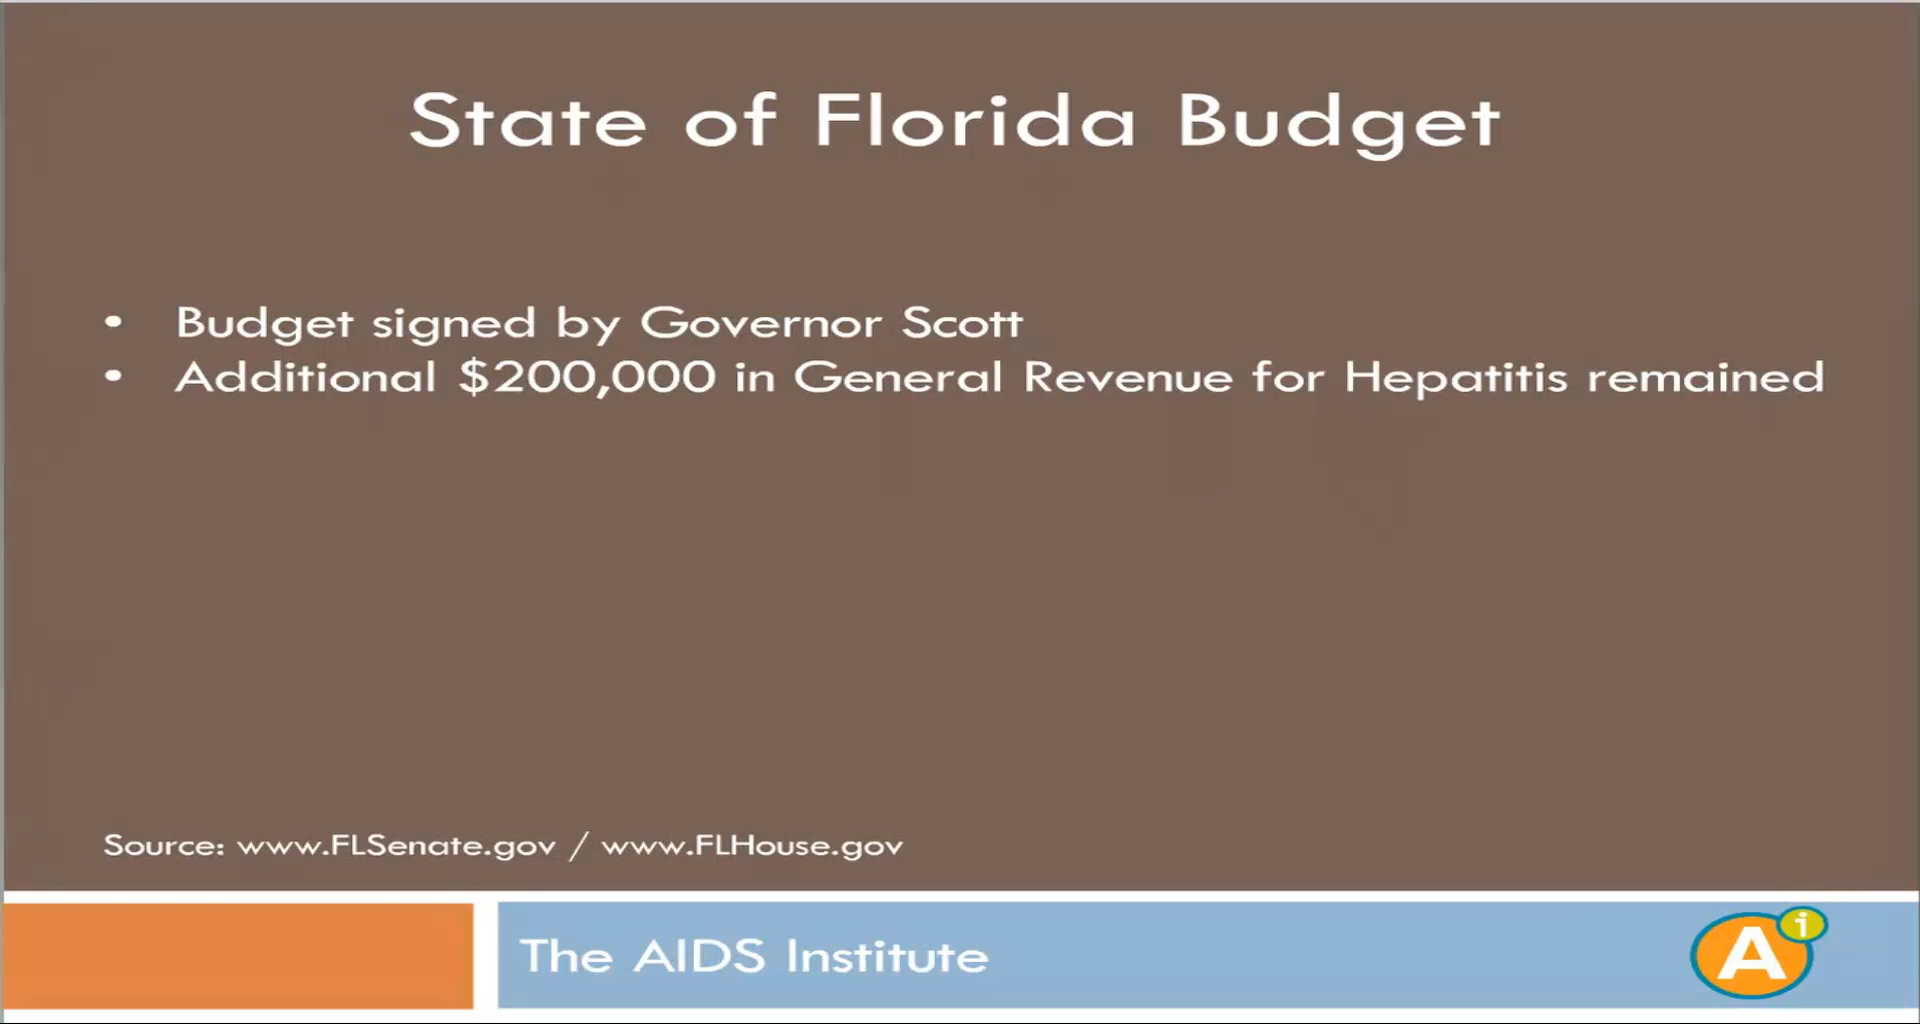 State of Florida Budget
• Budget signed by Governor Scott
• Additional $200,000 in General Revenue for Hepatitis remained
Source: www.FLSenate.gov / www.FLHouse.gov
The AIDS Institute
A i